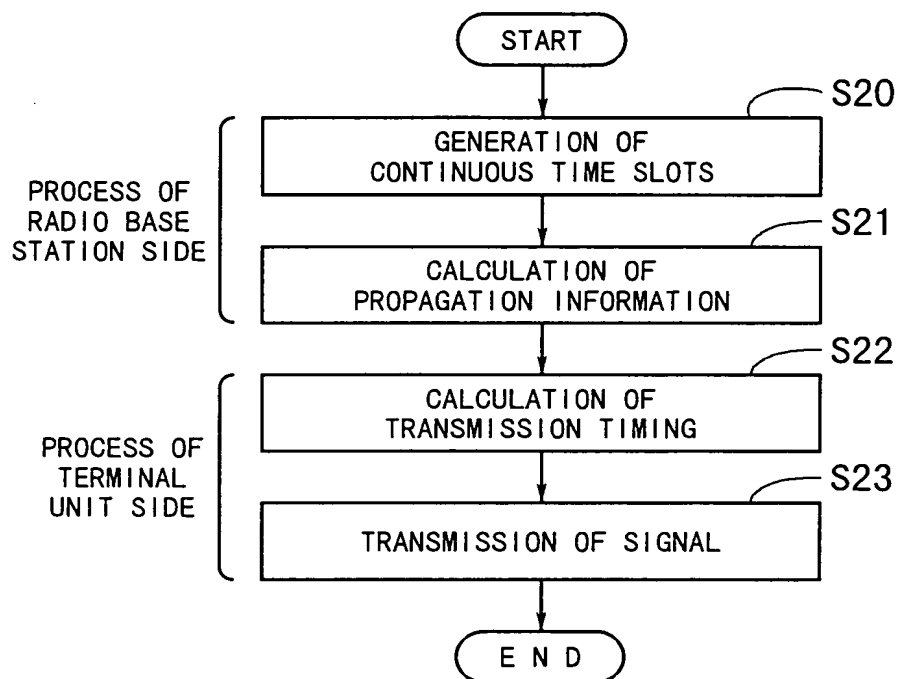 START
S20
GENERATION OF
CONTINUOUS TIME SLOTS
PROCESS OF
RADIO BASE
STATION SIDE
S21
CALCULATION OF
PROPAGATION INFORMATION
S22
CALCULATION OF
TRANSMISSION TIMING
PROCESS OF
TERMINAL
UNIT SIDE
S23
TRANSMISSION OF SIGNAL
END